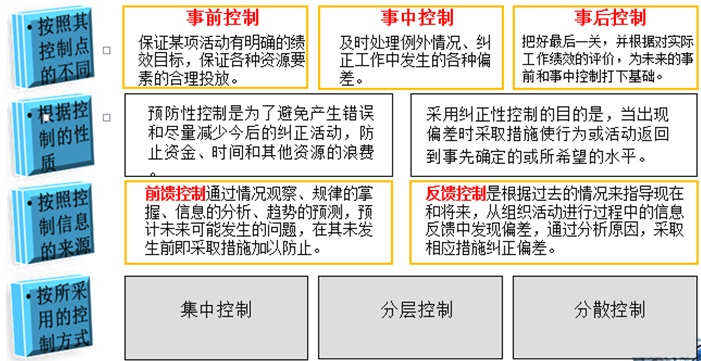 • 按照其
控制点
的不同
事前控制
保证某项活动有明确的绩
效目标，保证各种资源要
素的合理投放。
事中控制
及时处理例外情况、纠
正工作中发生的各种偏
差。
事后控制
把好最后一关，并根据对实际
工作绩效的评价，为未来的事
前和事中控制打下基础。
• 根据控
制的性
质
预防性控制是为了避免产生错误
和尽量减少今后的纠正活动，防
止资金、时间和其他资源的浪费
。
采用纠正性控制的目的是，当出现
偏差时采取措施使行为或活动返回
到事先确定的或所希望的水平。
• 按照控
制信息
的来源
前馈控制通过情况观察、规律的掌
握、信息的分析、趋势的预测，预
计未来可能发生的问题，在其未发
生前即采取措施加以防止。
反馈控制是根据过去的情况来指导现在
和将来，从组织活动进行过程中的信息
反馈中发现偏差，通过分析原因，采取
相应措施纠正偏差。
• 按所采
用的控
制方式
集中控制
分层控制
分散控制